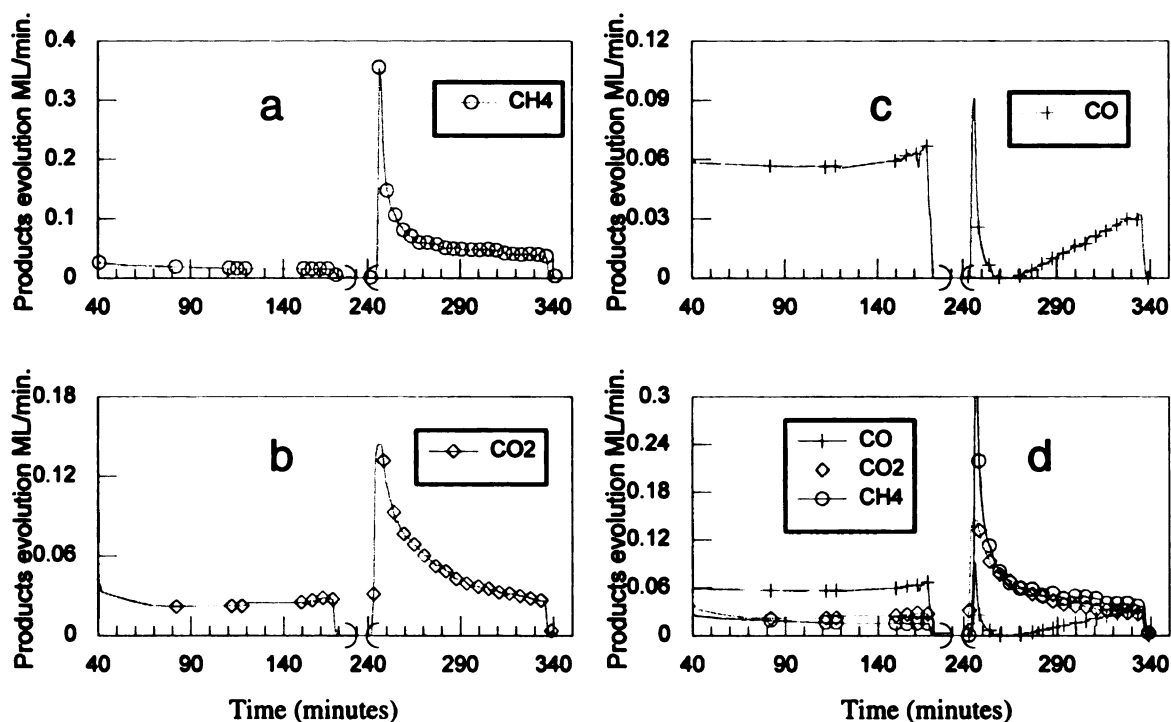 Products evolution ML/min.
0.4
0.3
0.2
0.1
0
a
CH4
40 90 140 240 290 340
Products evolution ML/min.
0.12
0.09
0.06
0.03
0
c
CO
40 90 140 240 290 340
Products evolution ML/min.
0.18
0.12
0.06
0
b
CO2
40 90 140 240 290 340
Time (minutes)
Products evolution ML/min.
0.3
0.24
0.18
0.12
0.06
0
d
CO
CO2
CH4
40 90 140 240 290 340
Time (minutes)